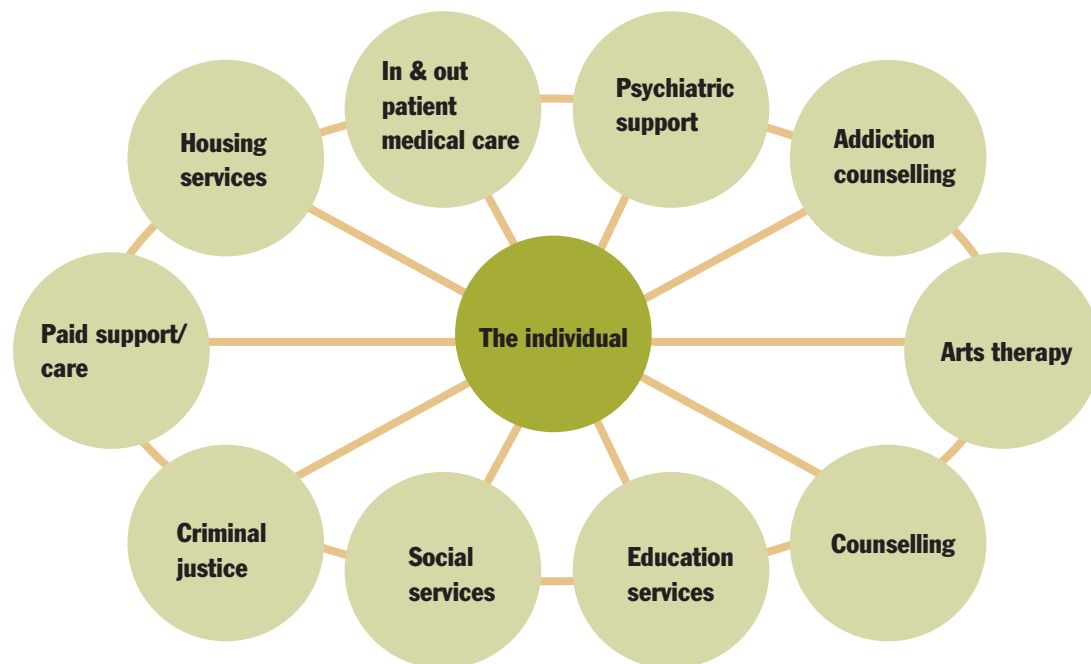 In & out
patient
medical care
Psychiatric
support
Housing
services
Addiction
counselling
Paid support/
care
The individual
Arts therapy
Criminal
justice
Social
services
Education
services
Counselling